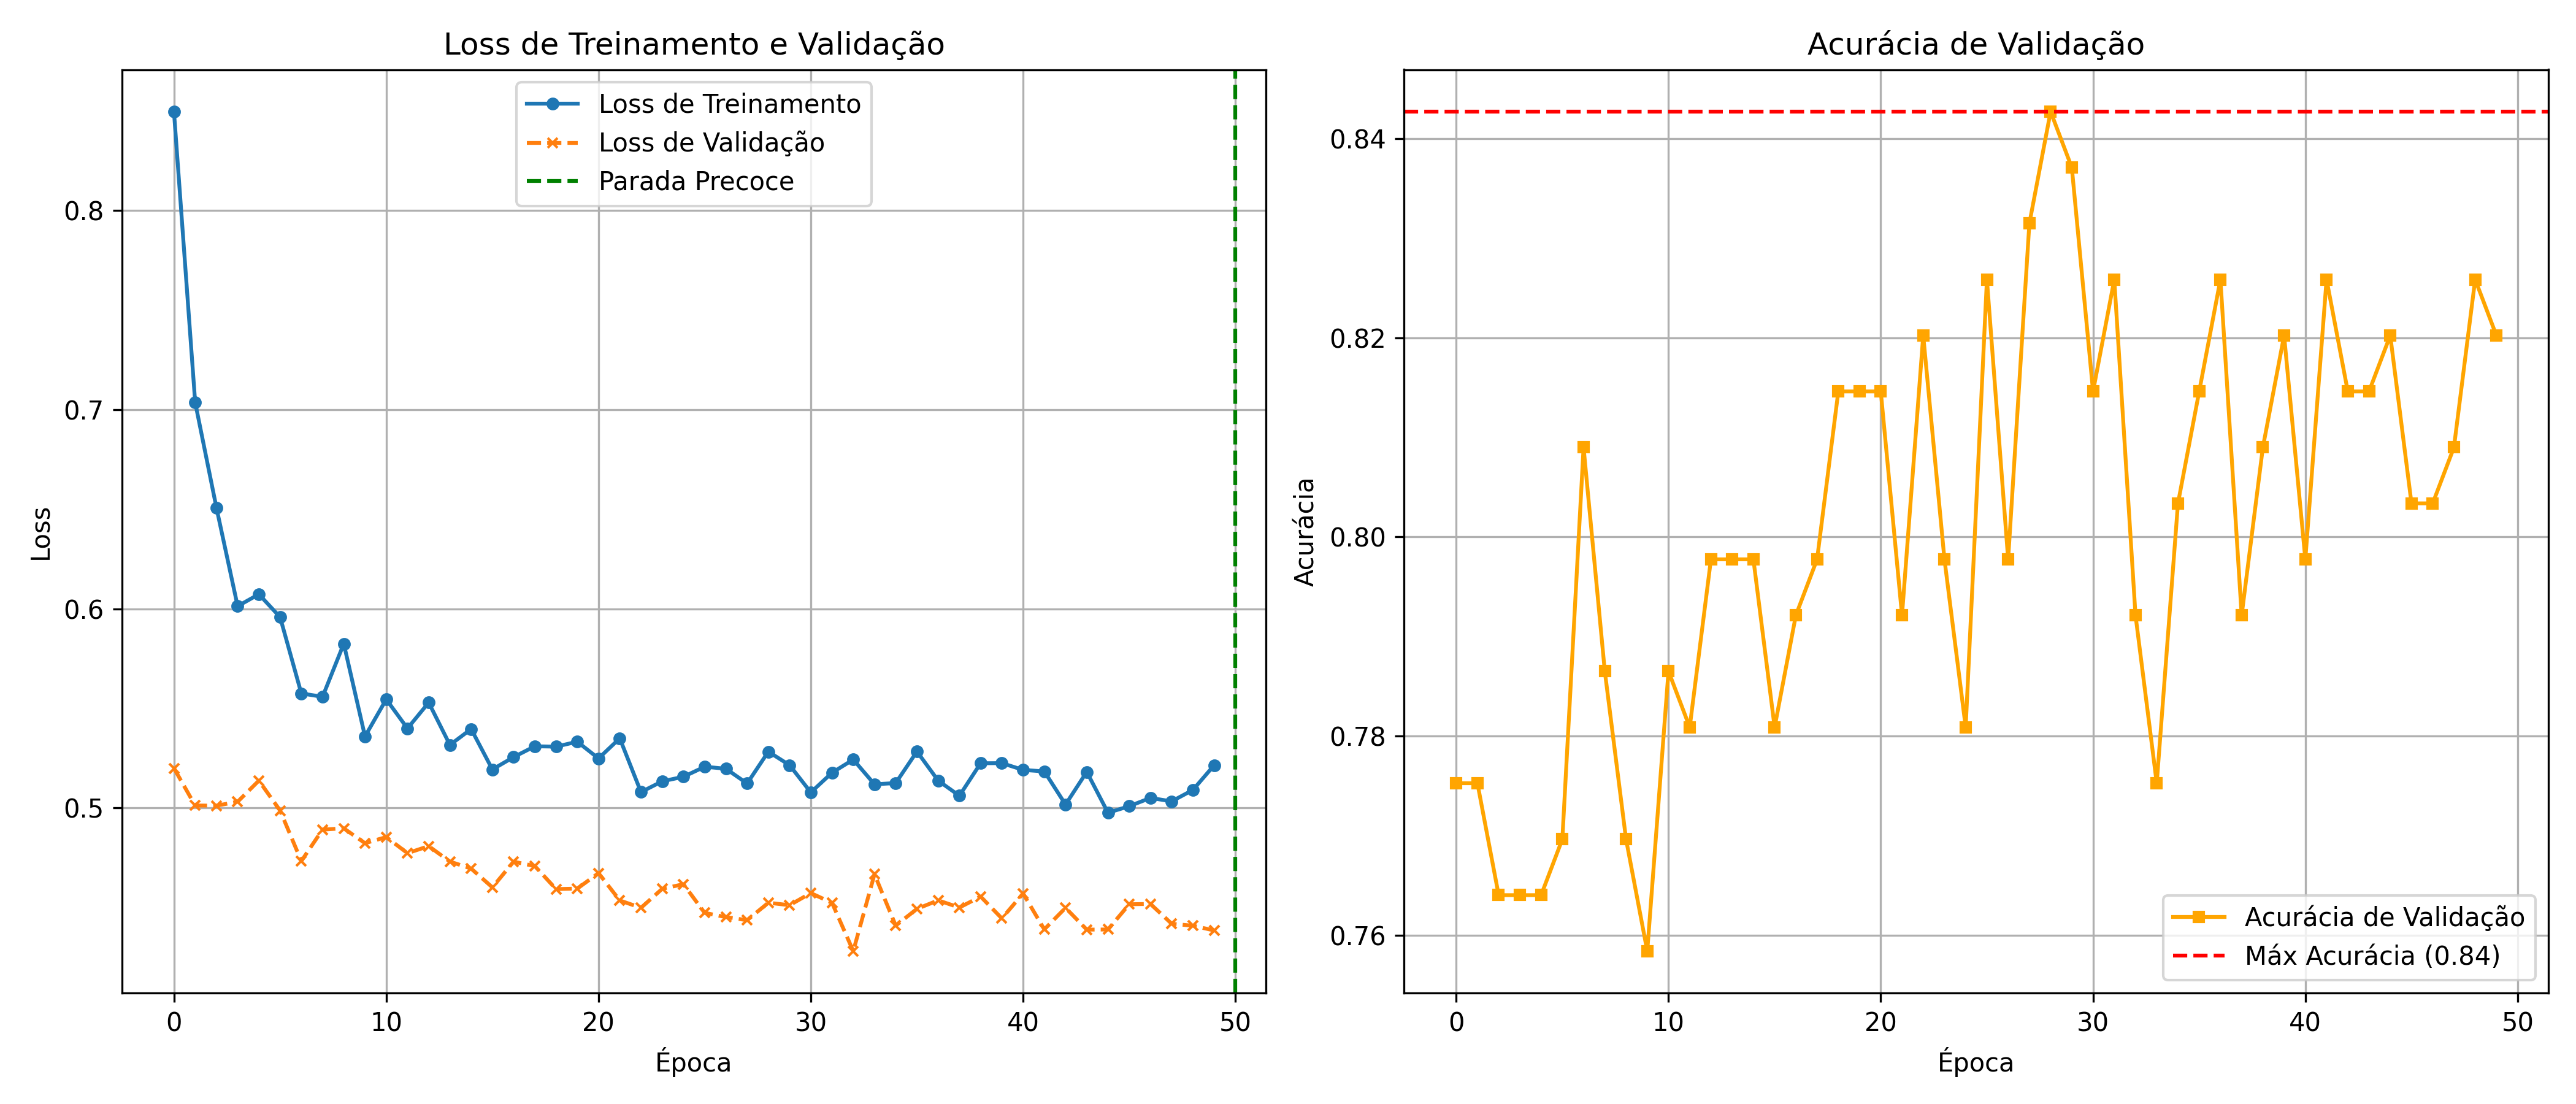 Loss de Treinamento e Validação
Loss de Treinamento
Loss de Validação
Parada Precoce
0.8
0.7
0.6
0.5
Loss
0 10 20 30 40 50
Época
Acurácia de Validação
0.84
0.82
0.80
0.78
0.76
Acurácia
Acurácia de Validação
Máx Acurácia (0.84)
0 10 20 30 40 50
Época